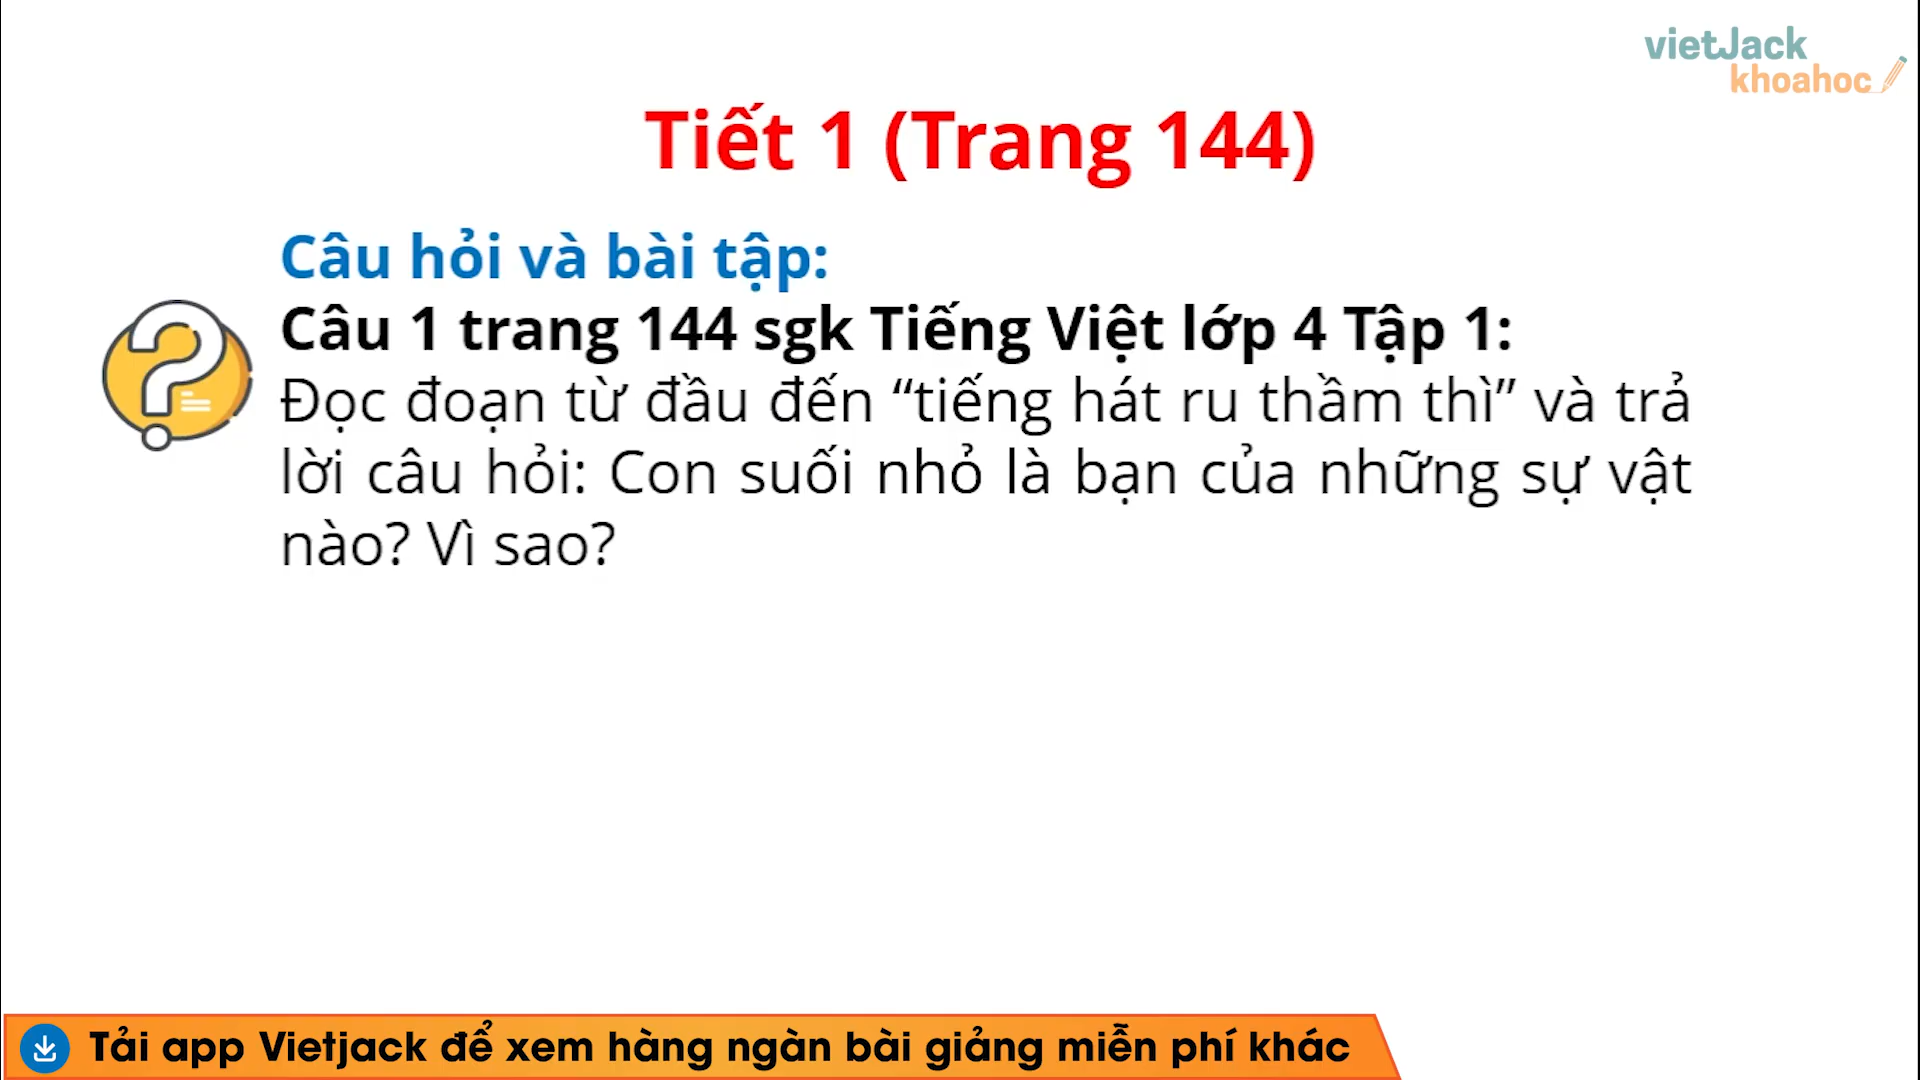 vietJack
khoahoc
Tiết 1 (Trang 144)
Câu hỏi và bài tập:
Câu 1 trang 144 sgk Tiếng Việt lớp 4 Tập 1:
Đọc đoạn từ đầu đến “tiếng hát ru thầm thì” và trả
lời câu hỏi: Con suối nhỏ là bạn của những sự vật
nào? Vì sao?
Tải app Vietjack để xem hàng ngàn bài giảng miễn phí khác